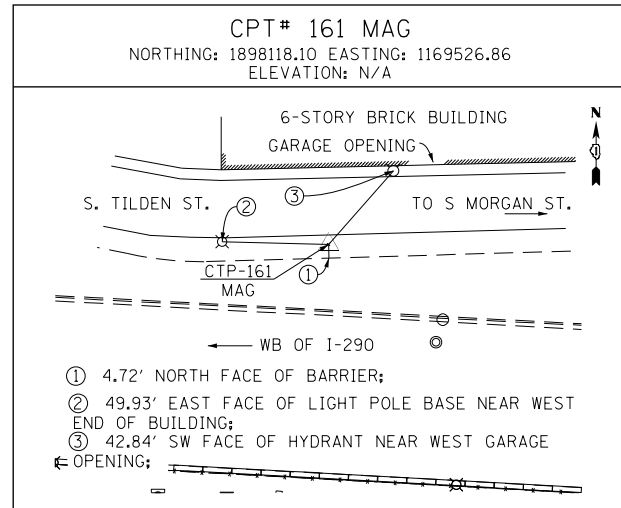 CPT# 161 MAG
NORTHING: 1898118.10 EASTING: 1169526.86
ELEVATION: N/A
6-STORY BRICK BUILDING
N
GARAGE OPENING
3
S. TILDEN ST.
2
TO S MORGAN ST.
CTP-161
MAG
1
WB OF I-290
1 4.72' NORTH FACE OF BARRIER;
2 49.93' EAST FACE OF LIGHT POLE BASE NEAR WEST
END OF BUILDING;
3 42.84' SW FACE OF HYDRANT NEAR WEST GARAGE
OPENING;